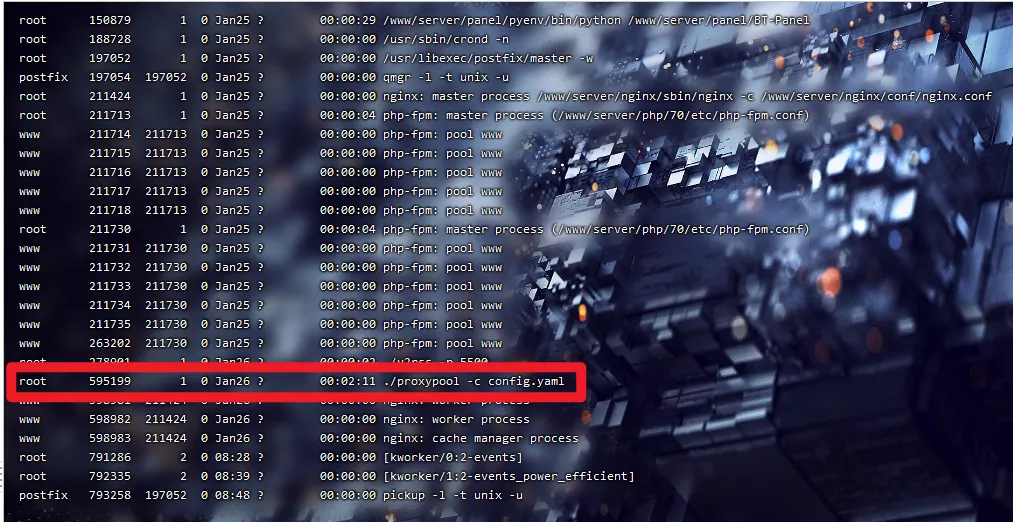 root 150879 1 0 Jan25 ? 00:00:29 /www/server/panel/pyenv/bin/python /www/server/panel/BT-Panel
root 188728 1 0 Jan25 ? 00:00:00 /usr/sbin/crond -n
root 197052 1 0 Jan25 ? 00:00:00 /usr/libexec/postfix/master -w
postfix 197054 197052 0 Jan25 ? 00:00:00 qmgr -l -t unix -u
root 211424 1 0 Jan25 ? 00:00:00 nginx: master process /www/server/nginx/sbin/nginx -c /www/server/nginx/conf/nginx.conf
root 211713 1 0 Jan25 ? 00:00:04 php-fpm: master process (/www/server/php/70/etc/php-fpm.conf)
www 211714 211713 0 Jan25 ? 00:00:00 php-fpm: pool www
www 211715 211713 0 Jan25 ? 00:00:00 php-fpm: pool www
www 211716 211713 0 Jan25 ? 00:00:00 php-fpm: pool www
www 211717 211713 0 Jan25 ? 00:00:00 php-fpm: pool www
www 211718 211713 0 Jan25 ? 00:00:00 php-fpm: pool www
root 211730 1 0 Jan25 ? 00:00:04 php-fpm: master process (/www/server/php/70/etc/php-fpm.conf)
www 211731 211730 0 Jan25 ? 00:00:00 php-fpm: pool www
www 211732 211730 0 Jan25 ? 00:00:00 php-fpm: pool www
www 211733 211730 0 Jan25 ? 00:00:00 php-fpm: pool www
www 211734 211730 0 Jan25 ? 00:00:00 php-fpm: pool www
www 211735 211730 0 Jan25 ? 00:00:00 php-fpm: pool www
www 263202 211730 0 Jan25 ? 00:00:00 php-fpm: pool www
root 278901 1 0 Jan26 ? 00:00:02 5500
root 595199 1 0 Jan26 ? 00:02:11 ./proxypool -c config.yaml
www 211424 0 Jan26 ? 00:00:00 nginx: worker process
www 598982 211424 0 Jan26 ? 00:00:00 nginx: worker process
www 598983 211424 0 Jan26 ? 00:00:00 nginx: cache manager process
root 791286 2 0 08:28 ? 00:00:00 [kworker/0:2-events]
root 792335 2 0 08:39 ? 00:00:00 [kworker/1:2-events_power_efficient]
postfix 793258 197052 0 08:48 ? 00:00:00 pickup -l -t unix -u